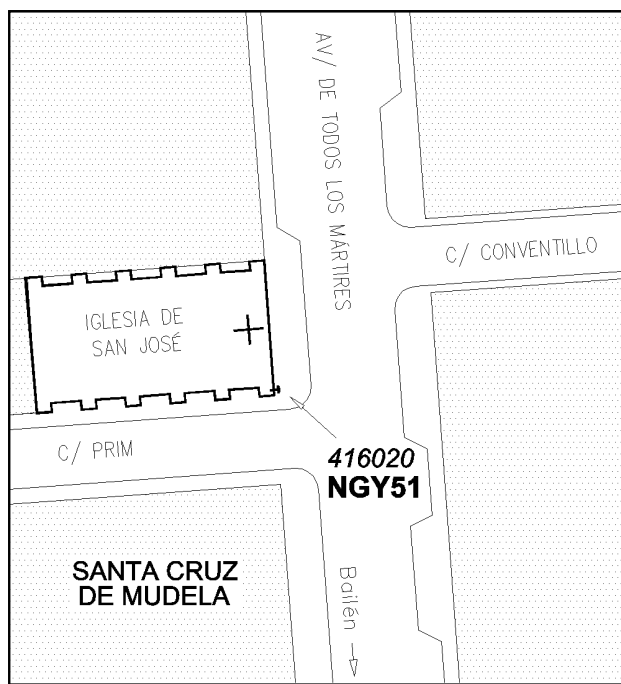 AV/ DE TODOS LOS MÁRTIRES
C/ CONVENTILLO
IGLESIA DE
SAN JOSÉ
C/ PRIM
416020
NGY51
SANTA CRUZ
DE MUDELA
Bailén